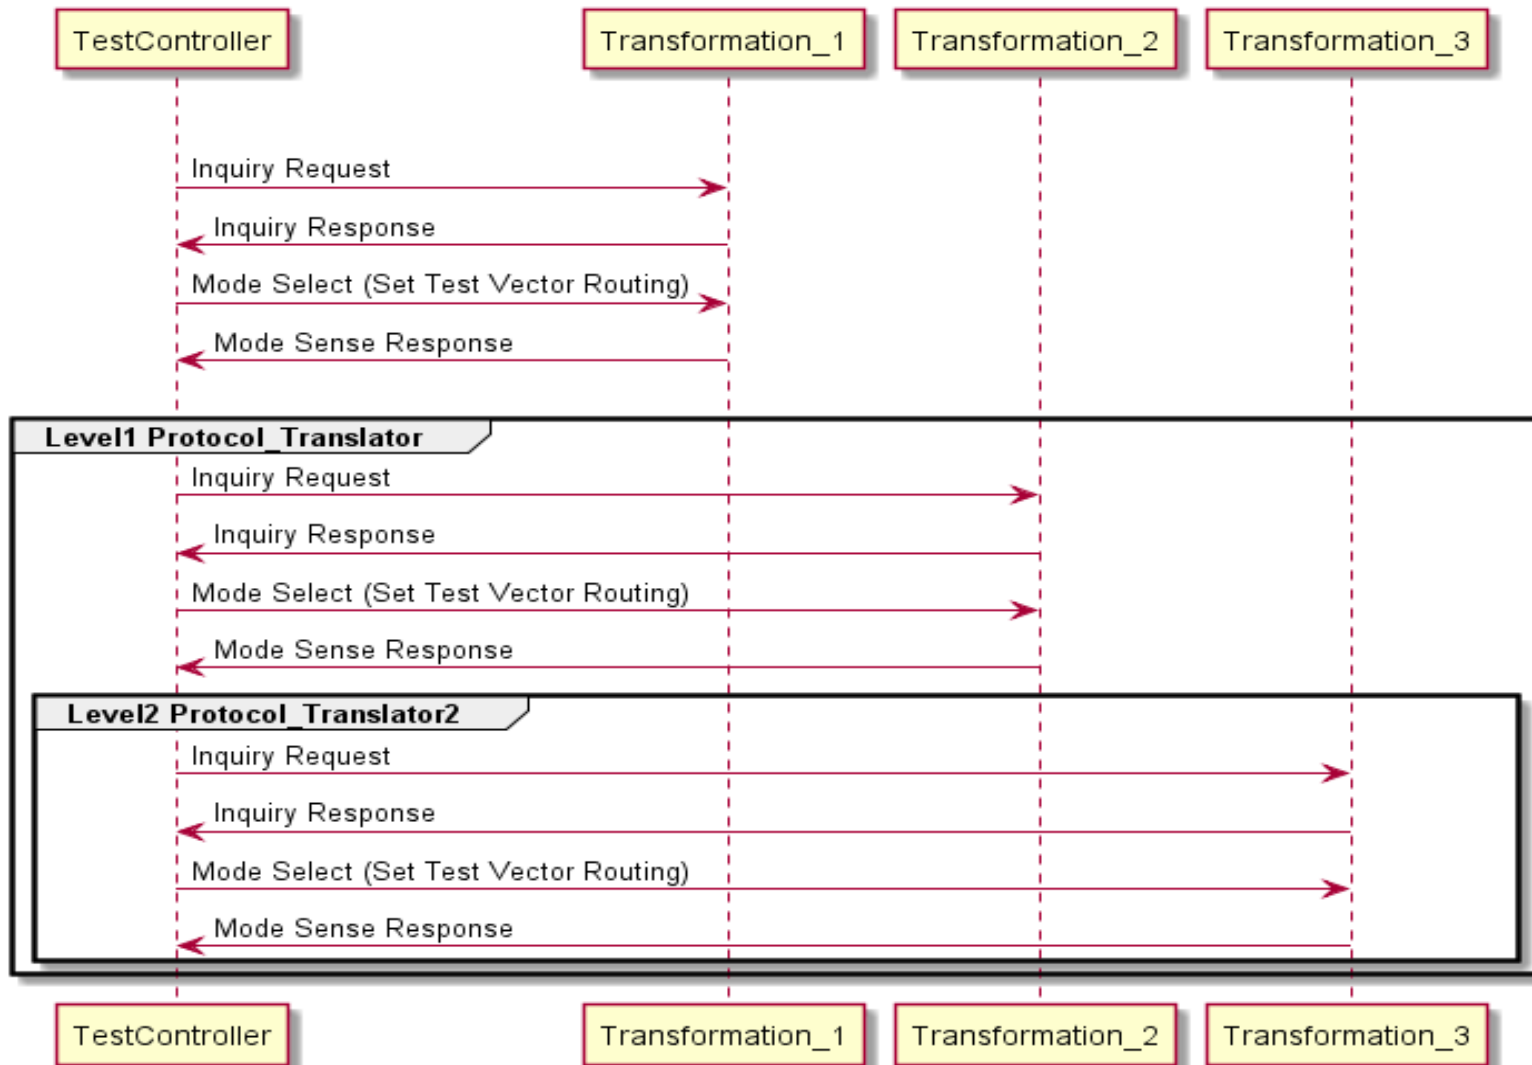 TestController
Transformation_1
Transformation_2
Transformation_3
Inquiry Request
Inquiry Response
Mode Select (Set Test Vector Routing)
Mode Sense Response
Level1 Protocol_Translator
Inquiry Request
Inquiry Response
Mode Select (Set Test Vector Routing)
Mode Sense Response
Level2 Protocol_Translator2
Inquiry Request
Inquiry Response
Mode Select (Set Test Vector Routing)
Mode Sense Response
TestController
Transformation_1
Transformation_2
Transformation_3